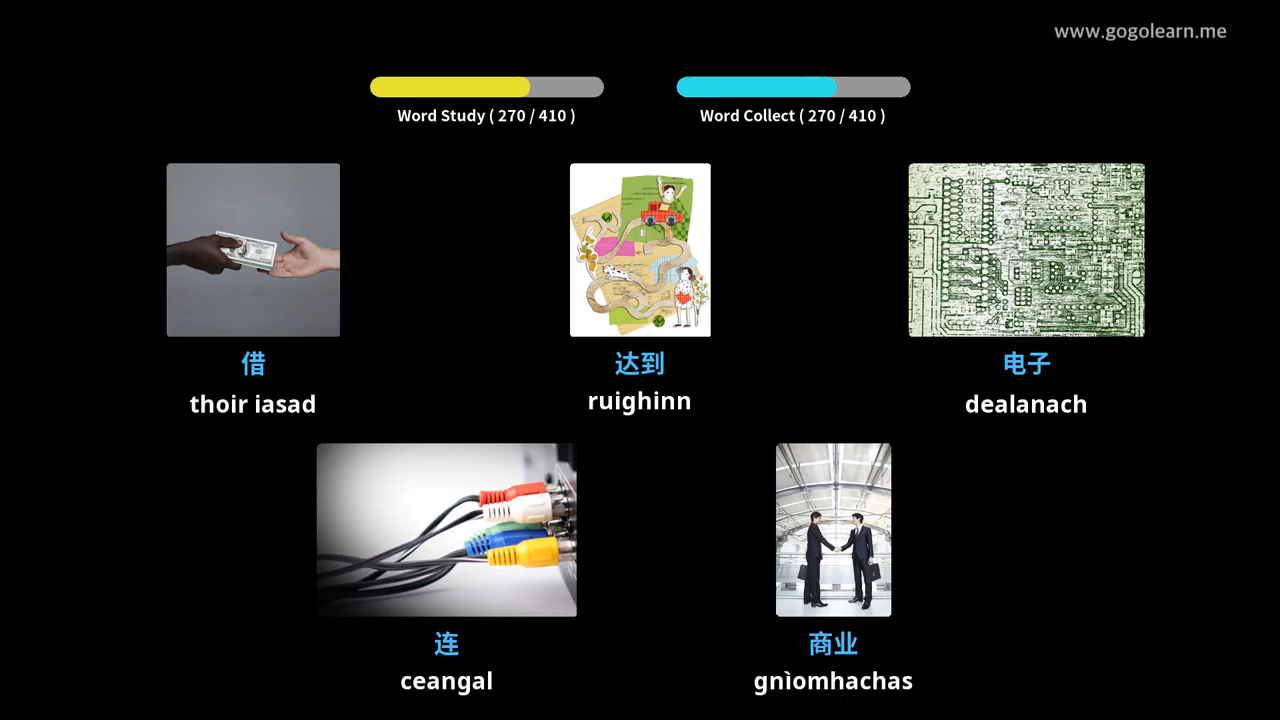 www.gogolearn.me
Word Study ( 270 / 410 )
Word Collect ( 270 / 410 )
借
thoir iasad
达到
ruighinn
电子
dealanach
连
ceangal
商业
gnìomhachas